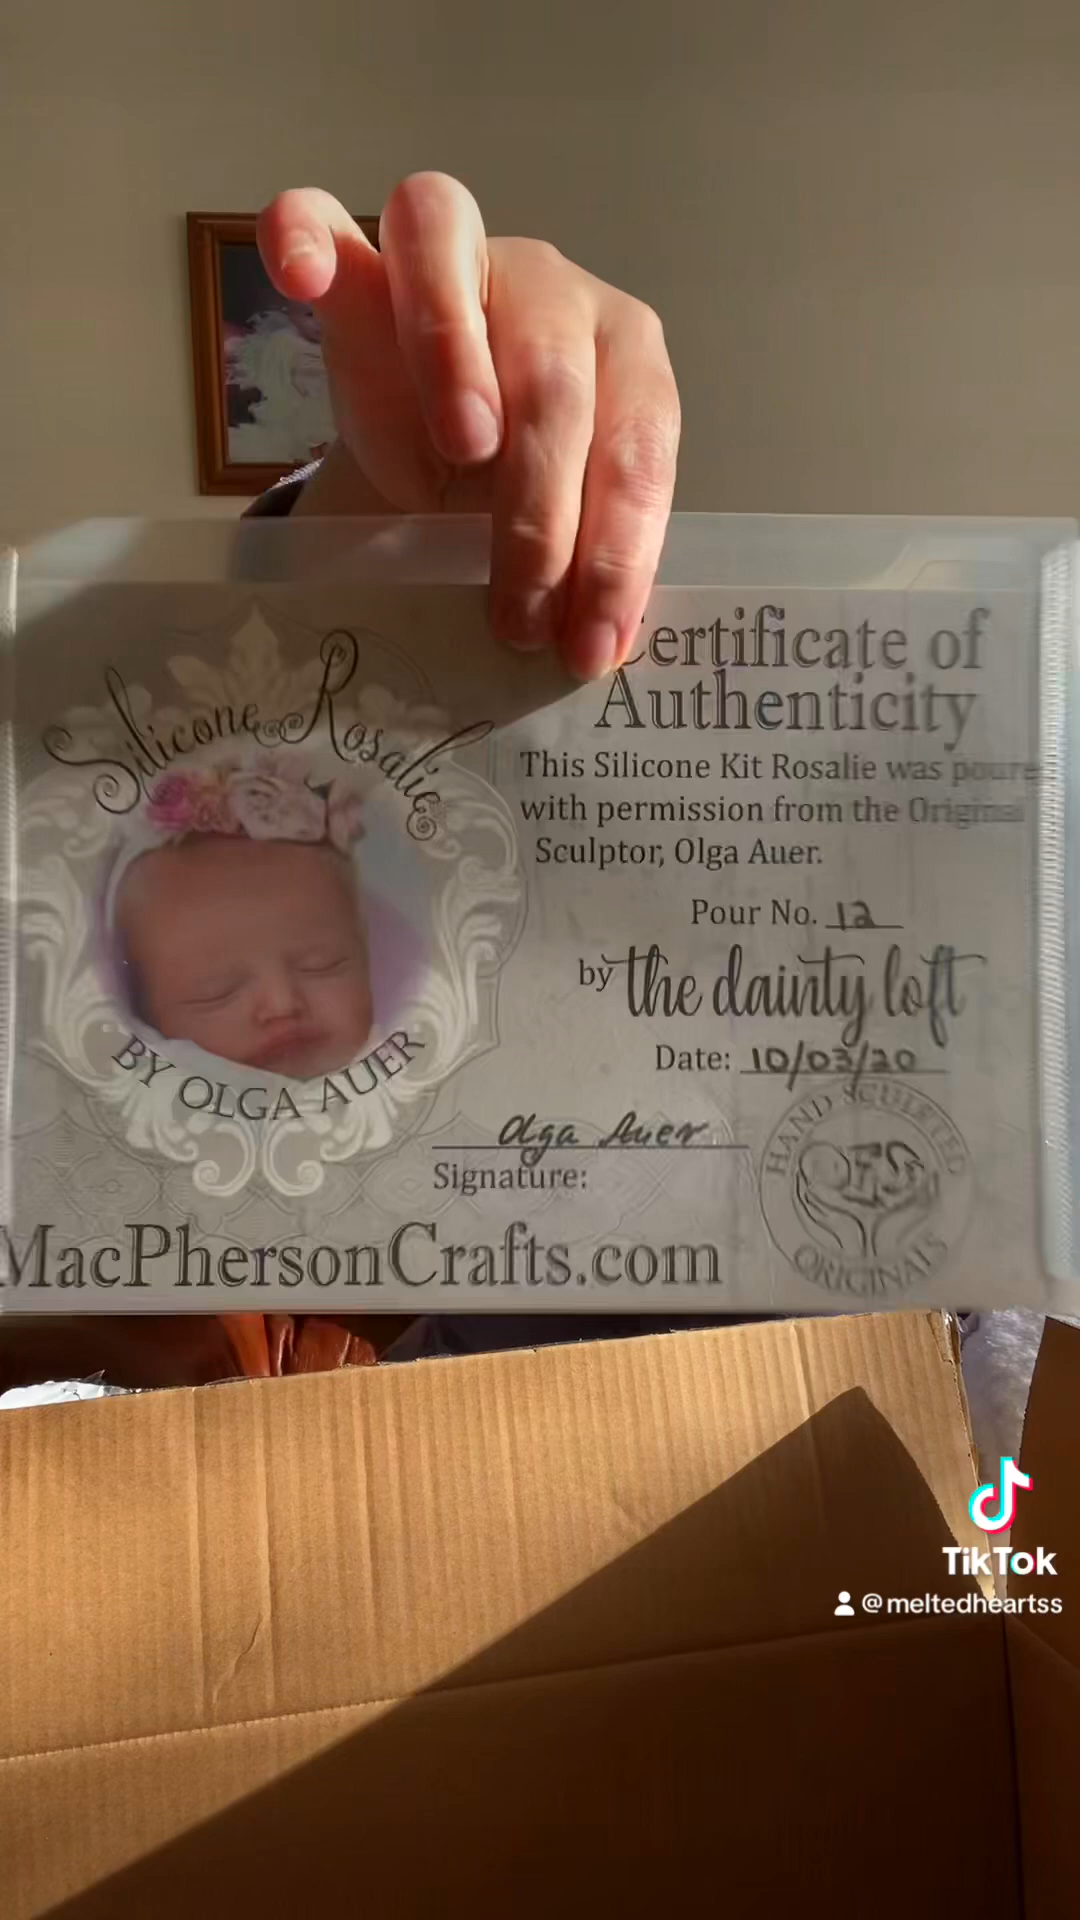 Silicone Rosalie
BY OLGA AUER
Certificate of
Authenticity
This Silicone Kit Rosalie was poure
with permission from the Original
Sculptor, Olga Auer.
Pour No. 12
by the dainty loft
Date: 10/03/20
Olga Auer
Signature:
HAND SCULPTED
OES
ORIGINALS
MacPhersonCrafts.com
TikTok
@meltedheartss